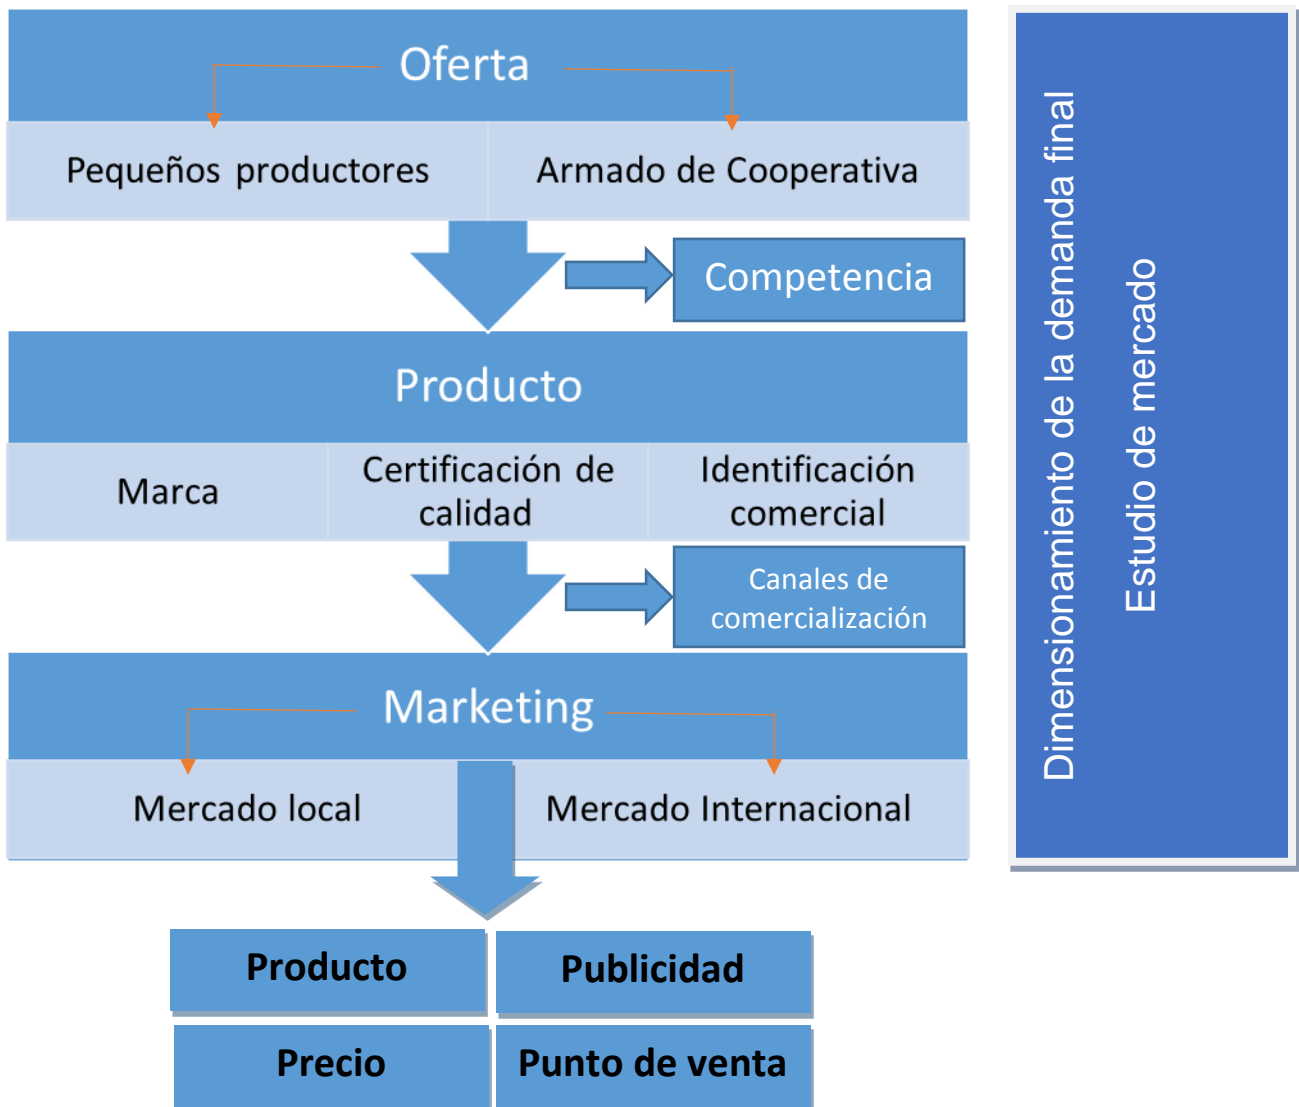 Oferta
Pequeños productores
Armado de Cooperativa
Competencia
Producto
Marca
Certificación de
calidad
Identificación
comercial
Canales de
comercialización
Marketing
Mercado local
Mercado Internacional
Producto
Publicidad
Precio
Punto de venta
Dimensionamiento de la demanda final
Estudio de mercado